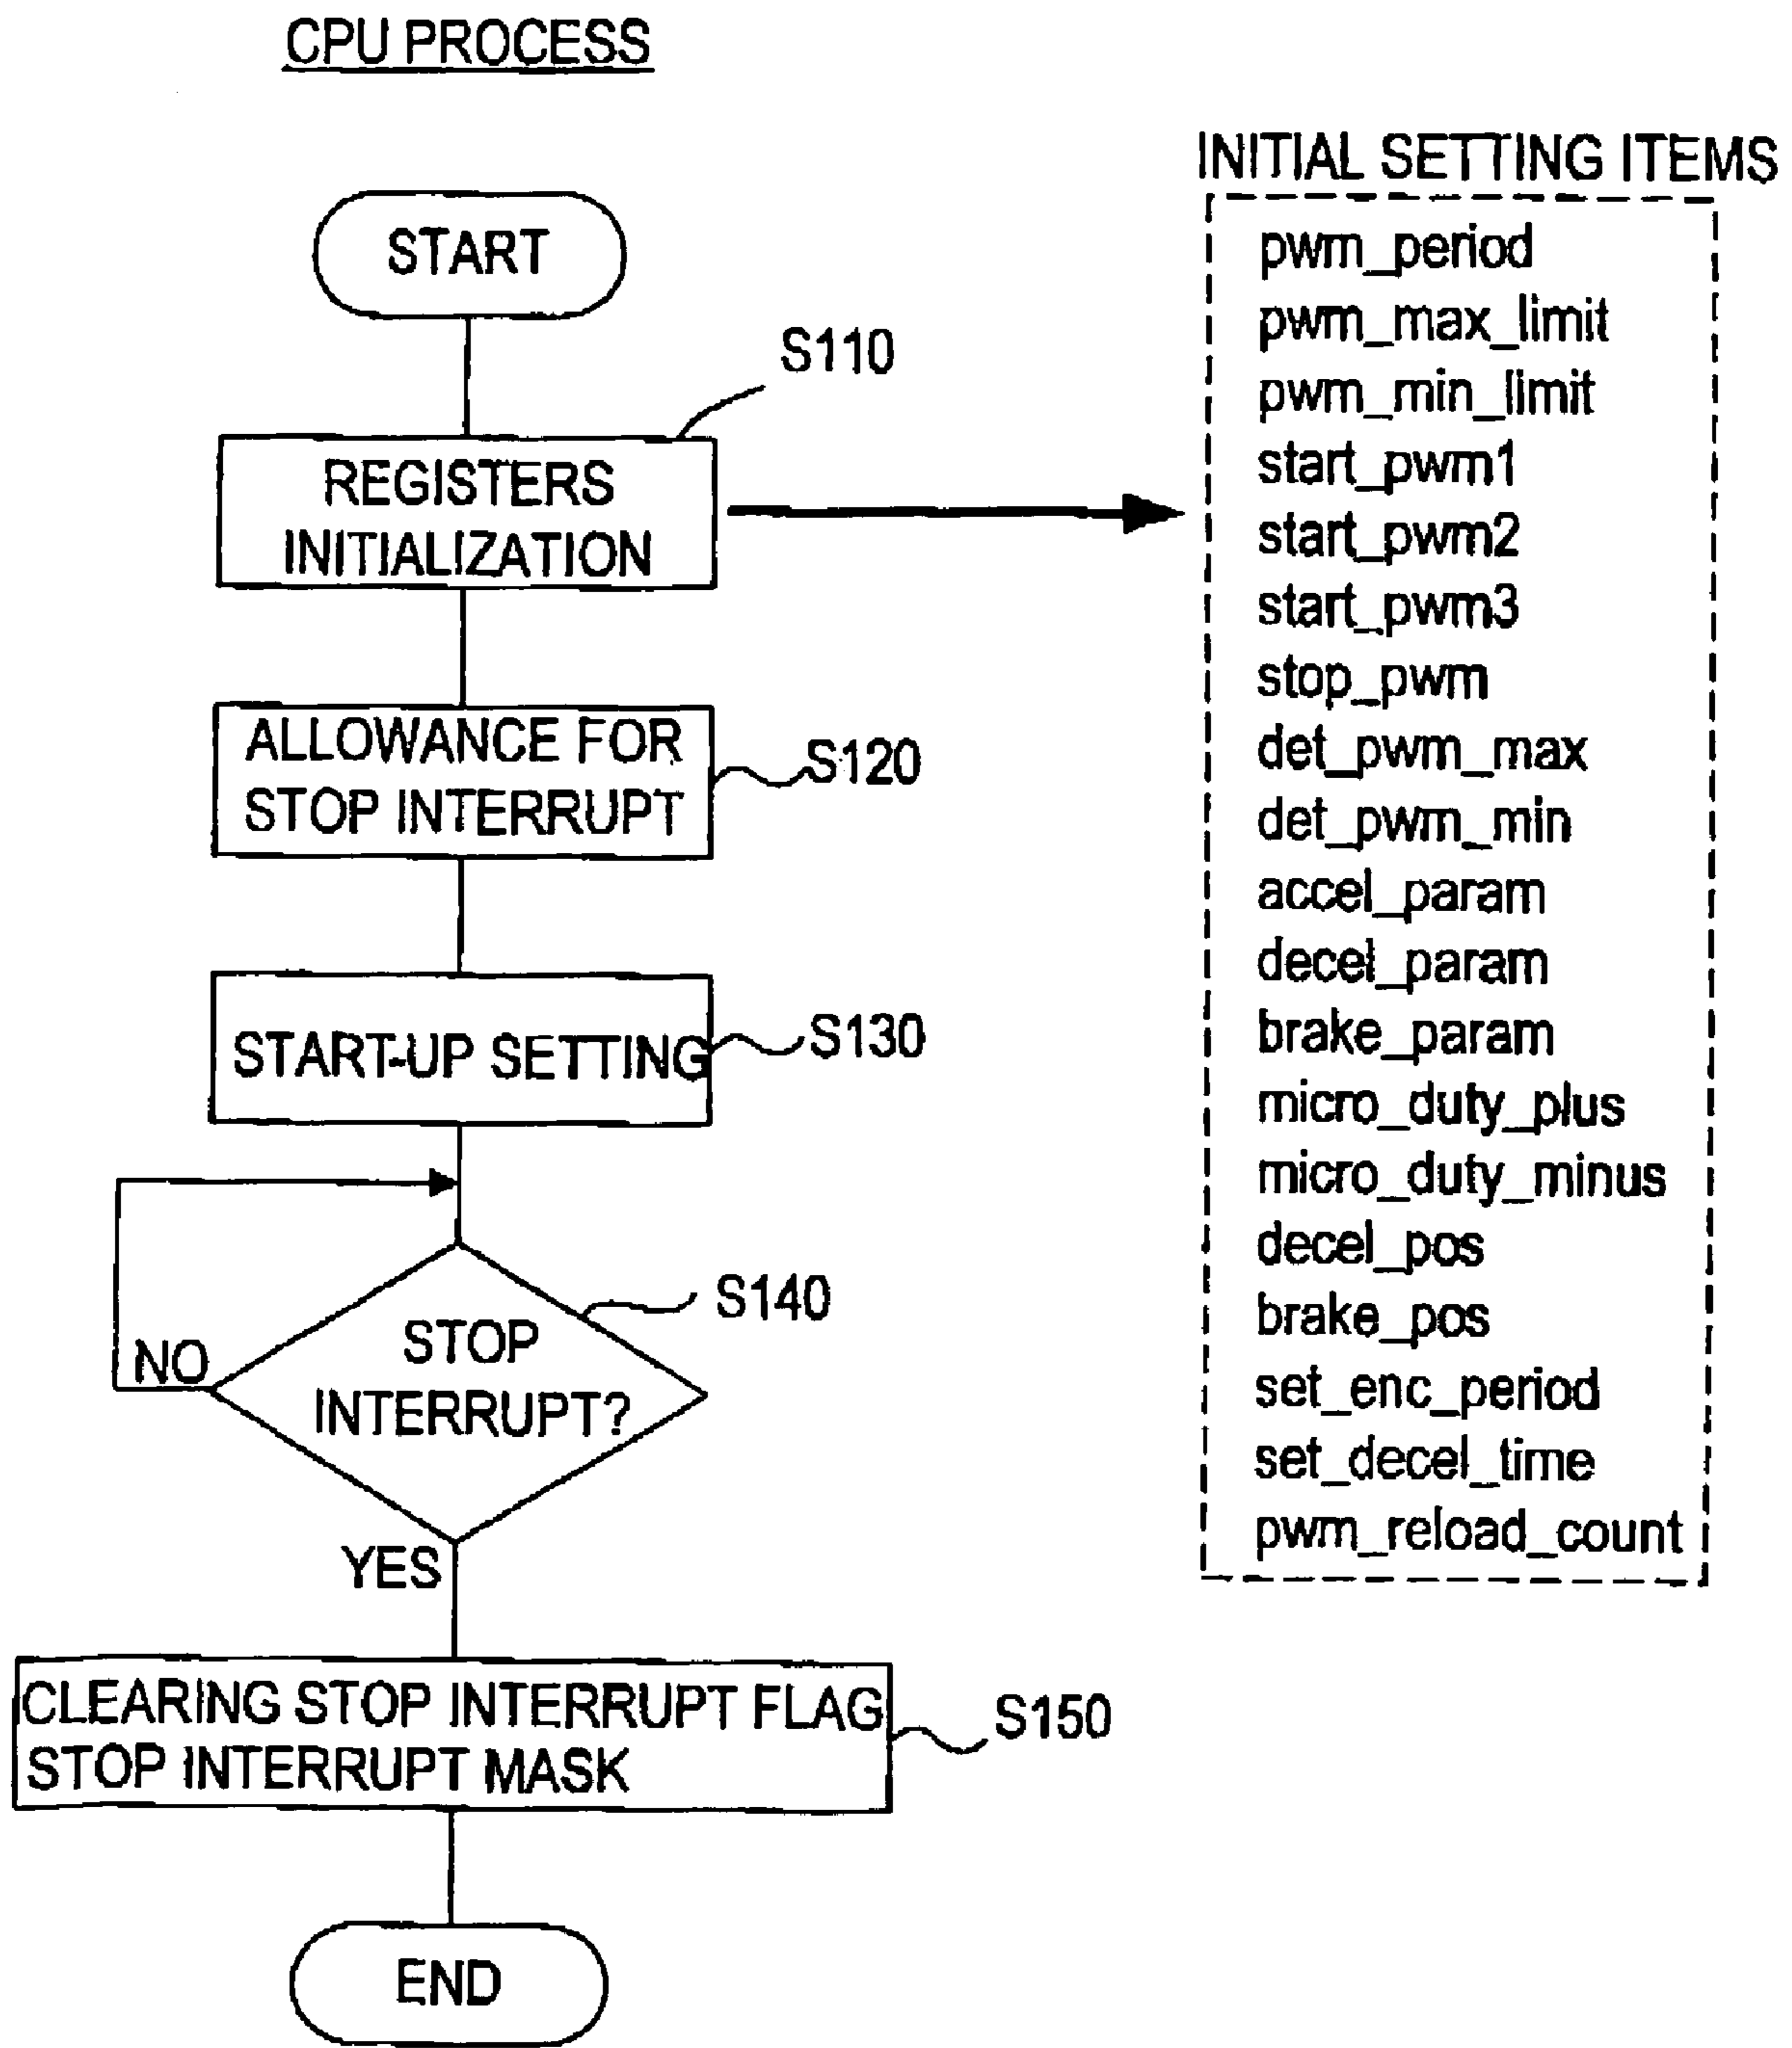 CPU PROCESS
START
S110
REGISTERS
INITIALIZATION
ALLOWANCE FOR
STOP INTERRUPT
S120
START-UP SETTING
S130
STOP
INTERRUPT?
S140
NO
YES
CLEARING STOP INTERRUPT FLAG
STOP INTERRUPT MASK
S150
END
INITIAL SETTING ITEMS
pwm_period
pwm_max_limit
pwm_min_limit
start_pwm1
start_pwm2
start_pwm3
stop_pwm
det_pwm_max
det_pwm_min
accel_param
decel_param
brake_param
micro_duty_plus
micro_duty_minus
decel_pos
brake_pos
set_enc_period
set_decel_time
pwm_reload_count